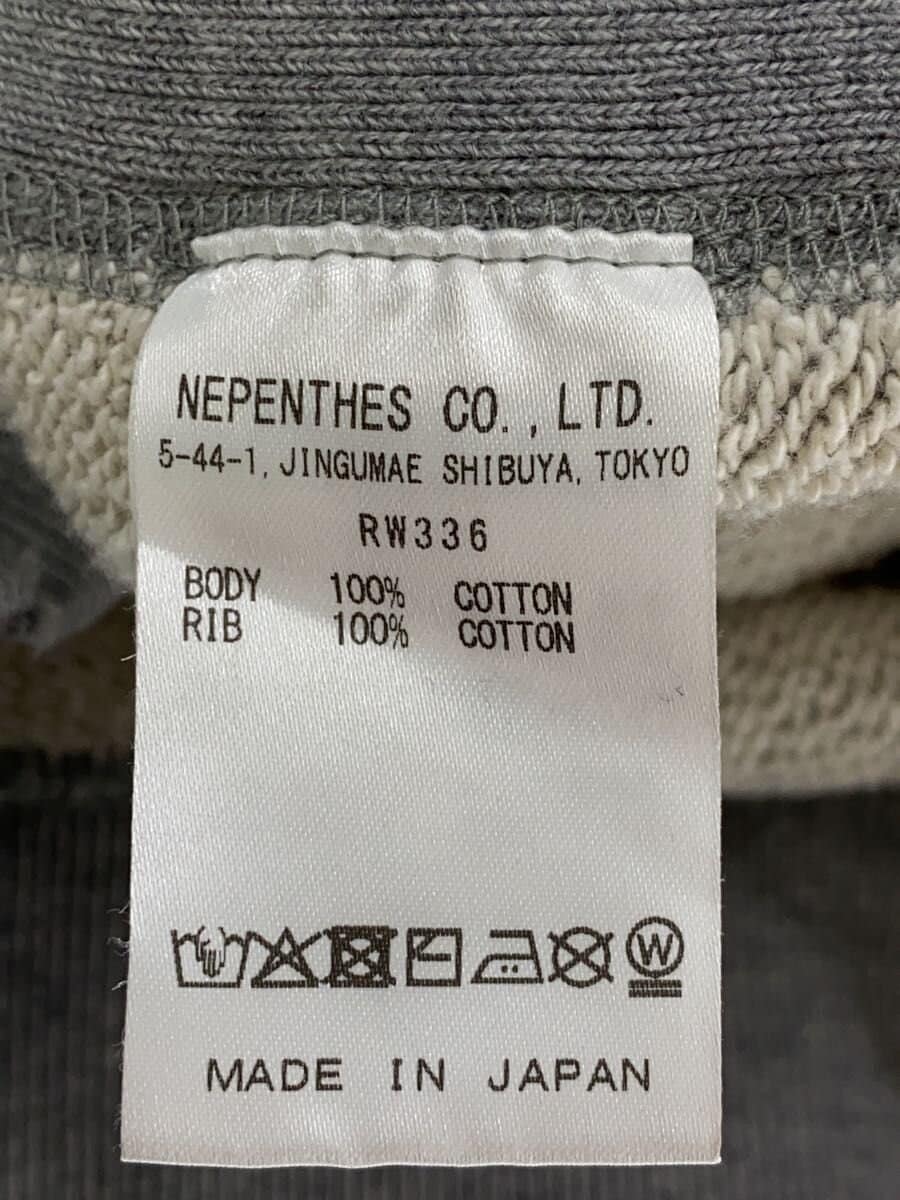 NEPENTHES CO., LTD.
5-44-1, JINGUMAE SHIBUYA, TOKYO
RW336
BODY 100% COTTON
RIB 100% COTTON
W
MADE IN JAPAN